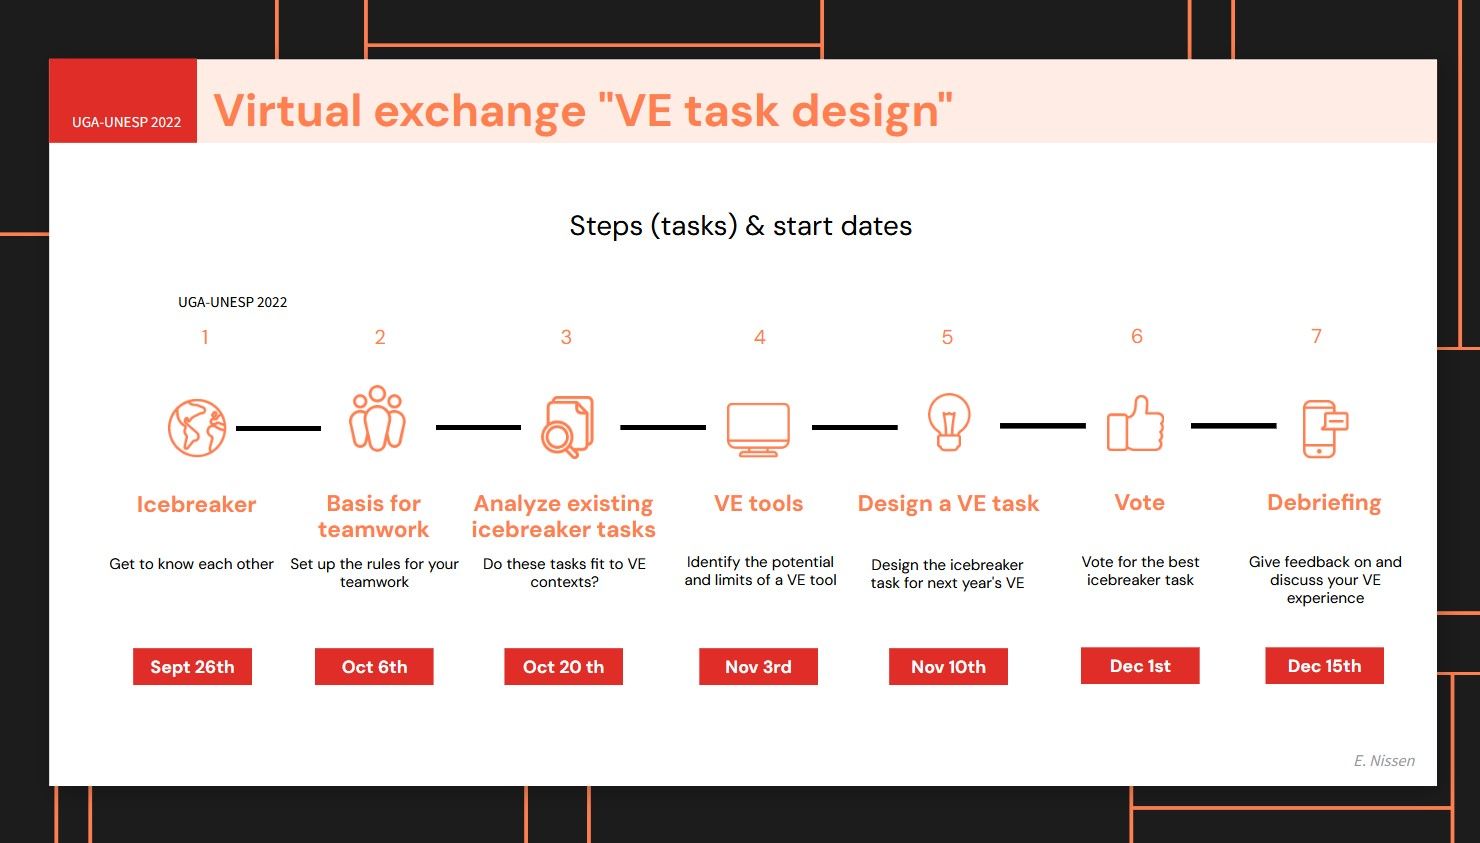 UGA-UNESP 2022
Virtual exchange "VE task design"
Steps (tasks) & start dates
UGA-UNESP 2022
1
2
3
4
5
6
7
Icebreaker
Basis for
teamwork
Analyze existing
icebreaker tasks
VE tools
Design a VE task
Vote
Debriefing
Get to know each other
Set up the rules for your
teamwork
Do these tasks fit to VE
contexts?
Identify the potential
and limits of a VE tool
Design the icebreaker
task for next year's VE
Vote for the best
icebreaker task
Give feedback on and
discuss your VE
experience
Sept 26th
Oct 6th
Oct 20 th
Nov 3rd
Nov 10th
Dec 1st
Dec 15th
E. Nissen